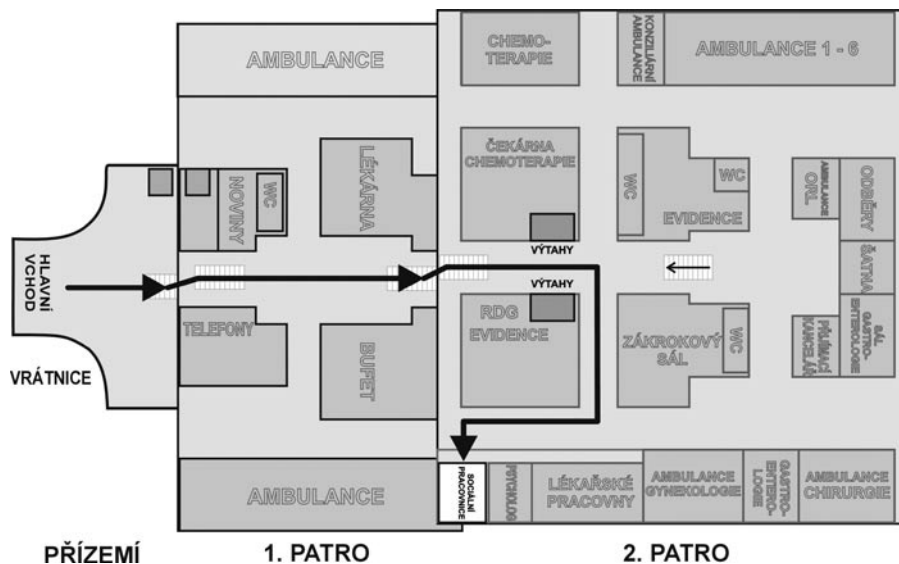 AMBULANCE
CHEMO-
TERAPIE
KONZILIÁRNÍ
AMBULANCE
AMBULANCE 1 - 6
NOVINY
WC
LÉKÁRNA
ČEKÁRNA
CHEMOTERAPIE
WC
WC
EVIDENCE
AMBULANCE
ORL
ODBĚRY
VÝTAHY
HLAVNÍ
VCHOD
VÝTAHY
ŠATNA
TELEFONY
BUFET
RDG
EVIDENCE
ZÁKROKOVÝ
SÁL
WC
PŘIJÍMACÍ
KANCELÁŘ
SÁL
GASTRO-
ENTEROLOGIE
VRÁTNICE
AMBULANCE
SOCIÁLNÍ
PRACOVNICE
PSYCHOLOG
LÉKAŘSKÉ
PRACOVNY
AMBULANCE
GYNEKOLOGIE
GASTRO-
ENTERO-
LOGIE
AMBULANCE
CHIRURGIE
PŘÍZEMÍ
1. PATRO
2. PATRO